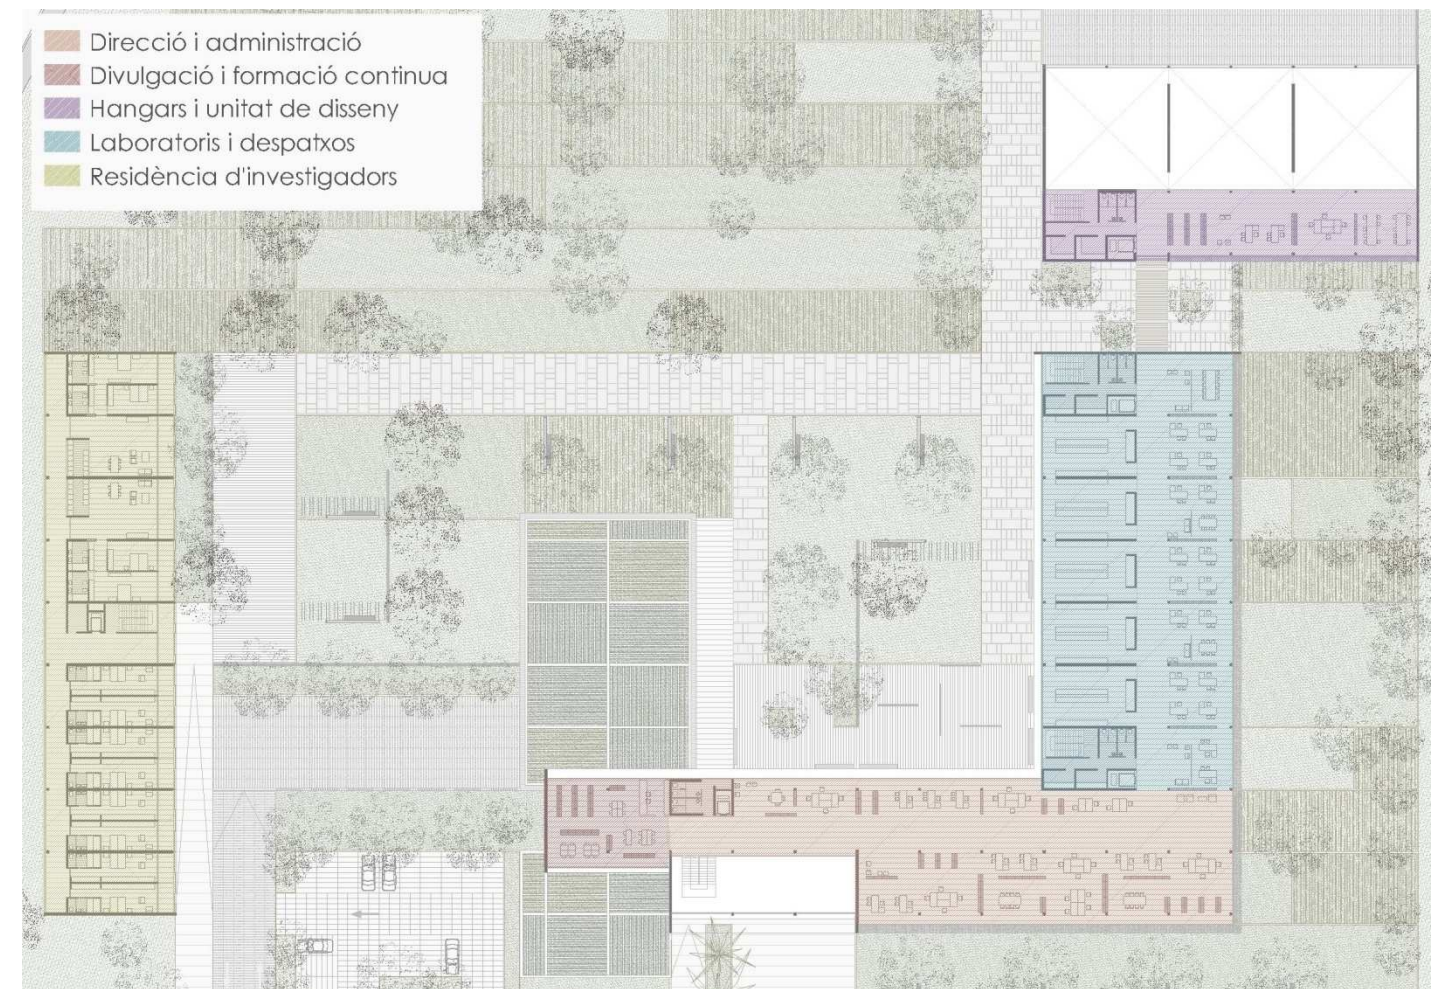 Direcció i administració
Divulgació i formació continua
Hangars i unitat de disseny
Laboratoris i despatxos
Residència d'investigadors